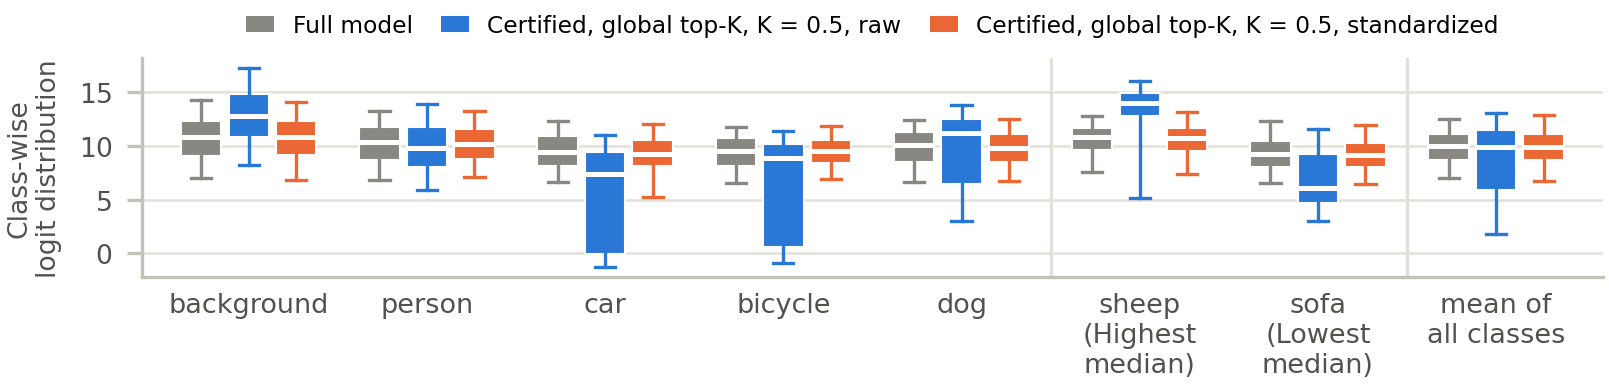 Full model
Certified, global top-K, K = 0.5, raw
Certified, global top-K, K = 0.5, standardized
Class-wise
logit distribution
15
10
5
0
background
person
car
bicycle
dog
sheep
(Highest
median)
sofa
(Lowest
median)
mean of
all classes